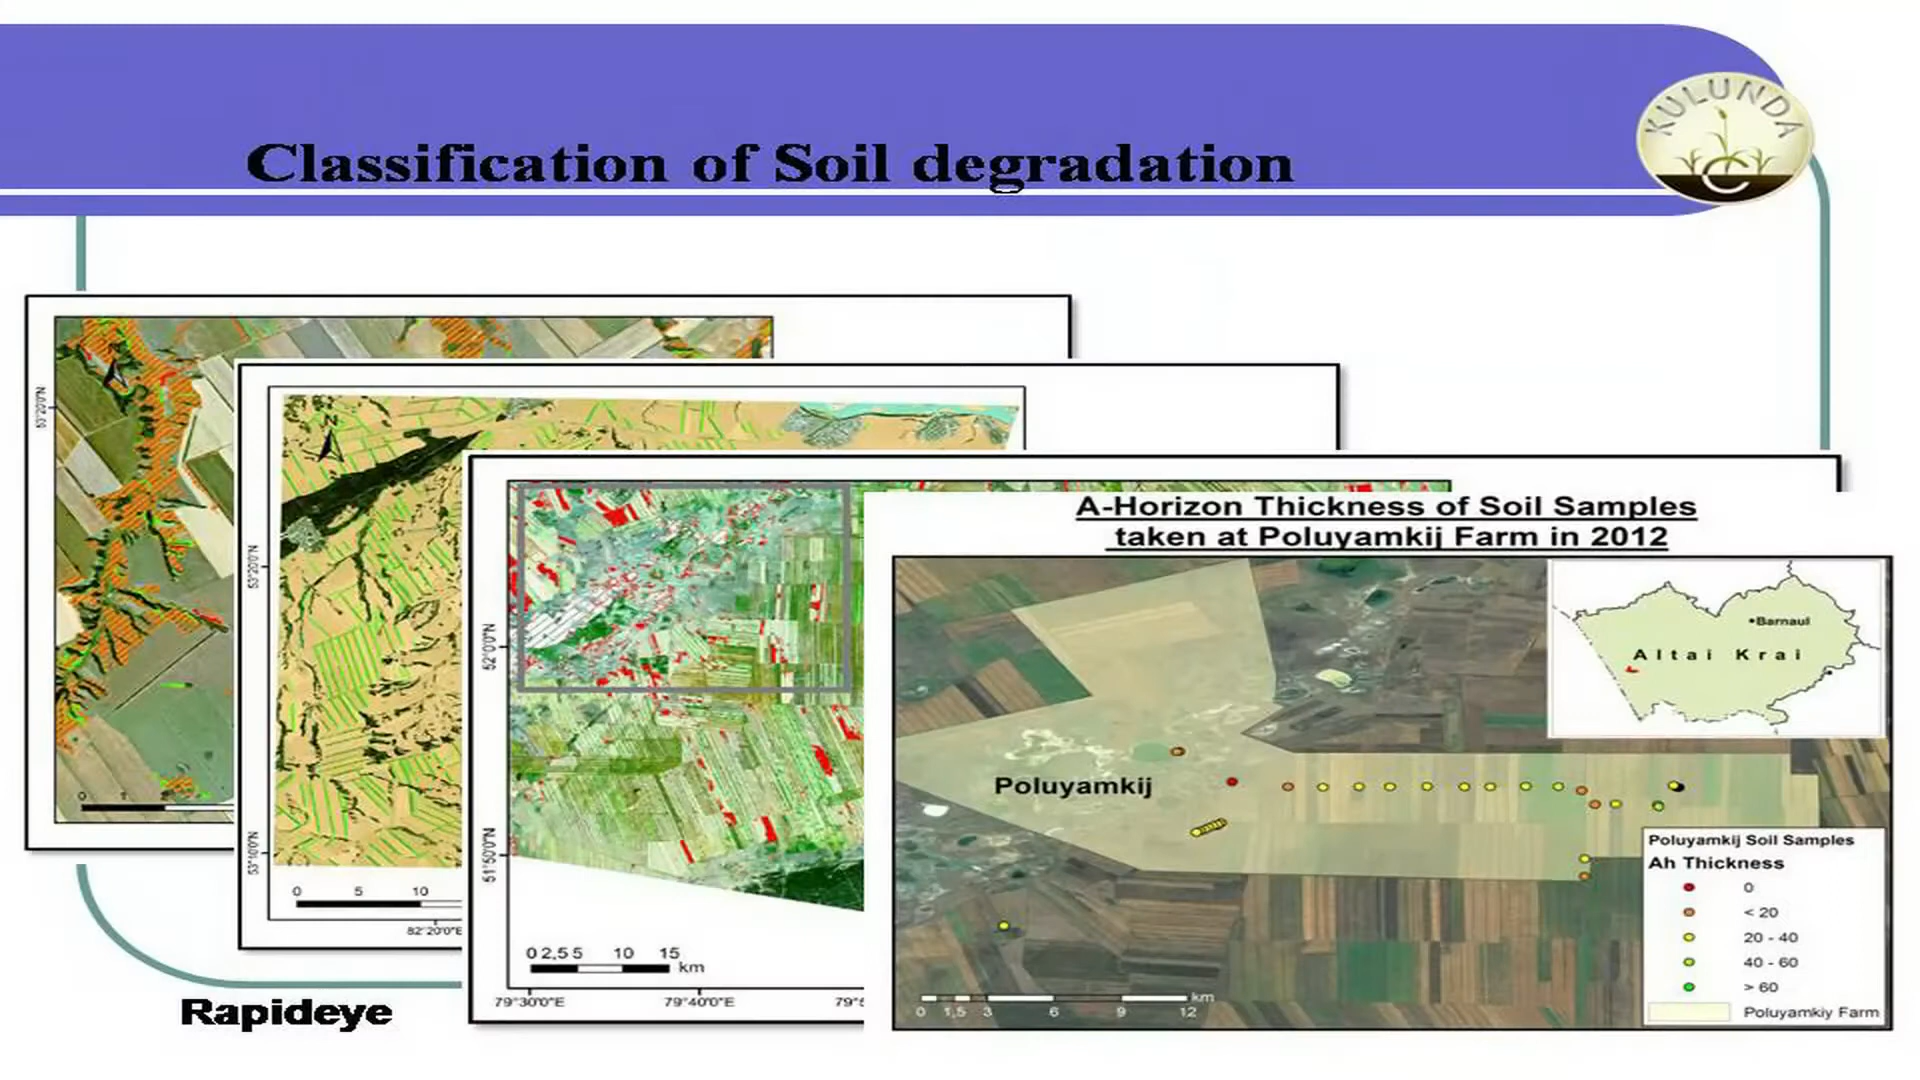 KULUNDA
Classification of Soil degradation
53°20'0"N
0
N
53°20'0"N
53°10'0"N
0 5 10
82°20'0"E
52°0'0"N
51°50'0"N
0 2,5 5 10 15
km
79°30'0"E 79°40'0"E 79°5
A-Horizon Thickness of Soil Samples
taken at Poluyamkij Farm in 2012
Barnaul
Altai Krai
Poluyamkij
Poluyamkij Soil Samples
Ah Thickness
0
< 20
20 - 40
40 - 60
> 60
Poluyamkiy Farm
km
0 1,5 3 6 9 12
Rapideye